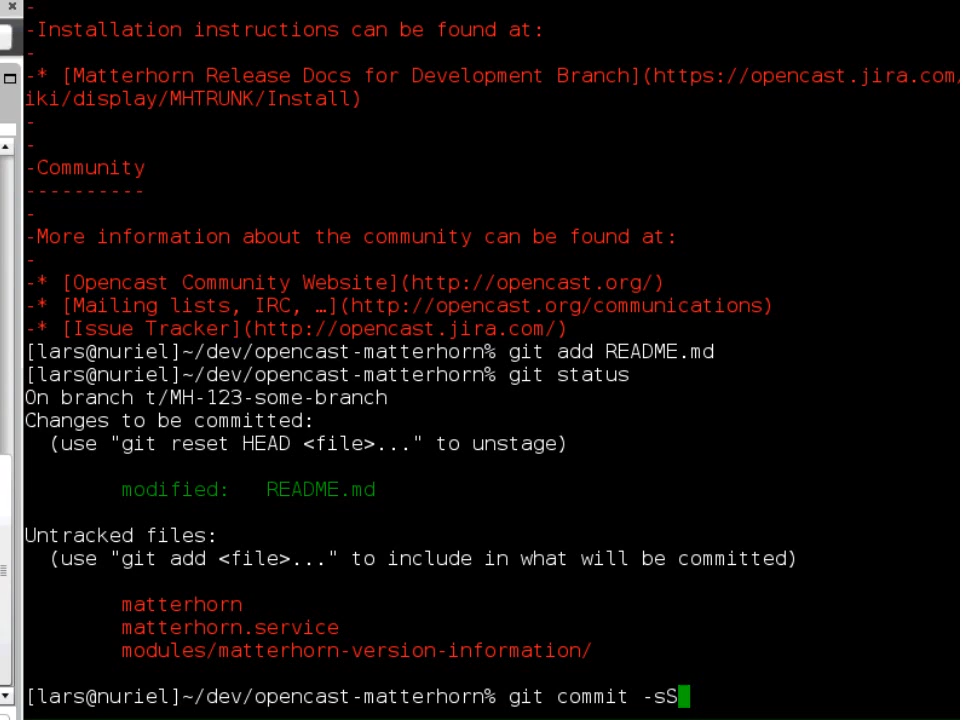 -
-Installation instructions can be found at:
-
-* [Matterhorn Release Docs for Development Branch](https://opencast.jira.com/
iki/display/MHTRUNK/Install)
-
-
-Community
----------
-
-More information about the community can be found at:
-
-* [Opencast Community Website](http://opencast.org/)
-* [Mailing lists, IRC, …](http://opencast.org/communications)
-* [Issue Tracker](http://opencast.jira.com/)
[lars@nuriel]~/dev/opencast-matterhorn% git add README.md
[lars@nuriel]~/dev/opencast-matterhorn% git status
On branch t/MH-123-some-branch
Changes to be committed:
(use "git reset HEAD <file>..." to unstage)
modified: README.md
Untracked files:
(use "git add <file>..." to include in what will be committed)
matterhorn
matterhorn.service
modules/matterhorn-version-information/
[lars@nuriel]~/dev/opencast-matterhorn% git commit -sS